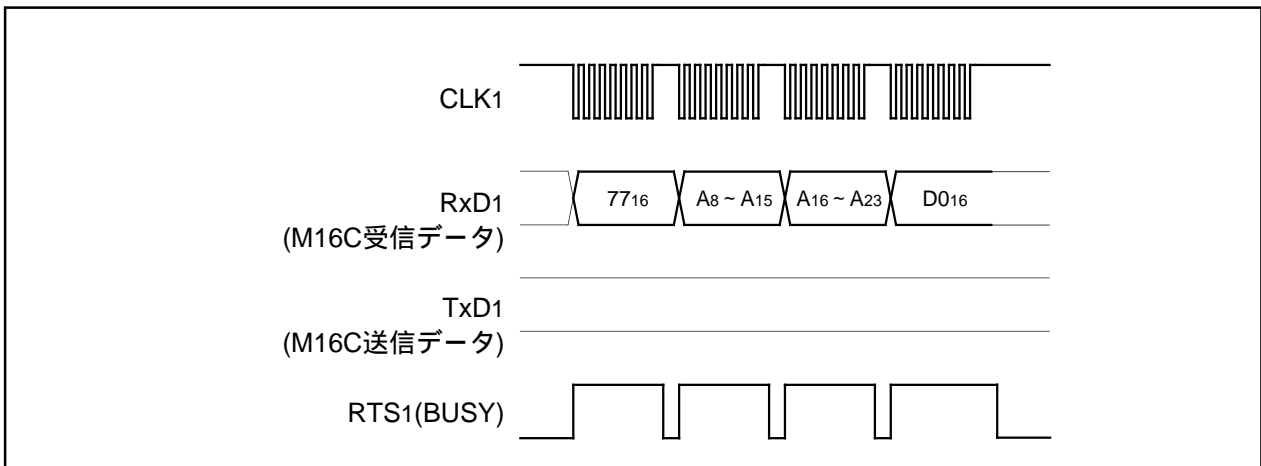 CLK1
RxD1
(M16C受信データ)
7716
A8 ~ A15
A16 ~ A23
D016
TxD1
(M16C送信データ)
RTS1(BUSY)